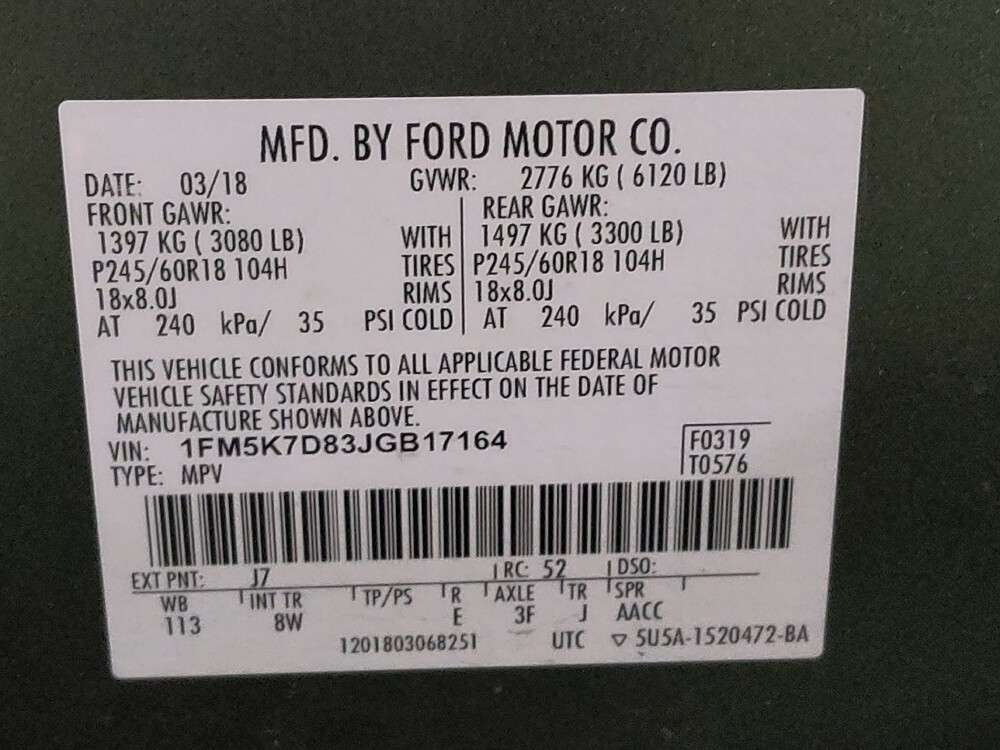 MFD. BY FORD MOTOR CO.
DATE: 03/18 GVWR: 2776 KG ( 6120 LB)
FRONT GAWR: REAR GAWR:
1397 KG ( 3080 LB) WITH 1497 KG ( 3300 LB) WITH
P245/60R18 104H TIRES P245/60R18 104H TIRES
18x8.0J RIMS 18x8.0J RIMS
AT 240 kPa/ 35 PSI COLD AT 240 kPa/ 35 PSI COLD
THIS VEHICLE CONFORMS TO ALL APPLICABLE FEDERAL MOTOR
VEHICLE SAFETY STANDARDS IN EFFECT ON THE DATE OF
MANUFACTURE SHOWN ABOVE.
VIN: 1FM5K7D83JGB17164 F0319
TYPE: MPV T0576
EXT PNT: J7 RC: 52 DSO:
WB INT TR TP/PS R AXLE TR SPR
113 8W E 3F J AACC
1201803068251 UTC ▽ 5U5A-1520472-BA